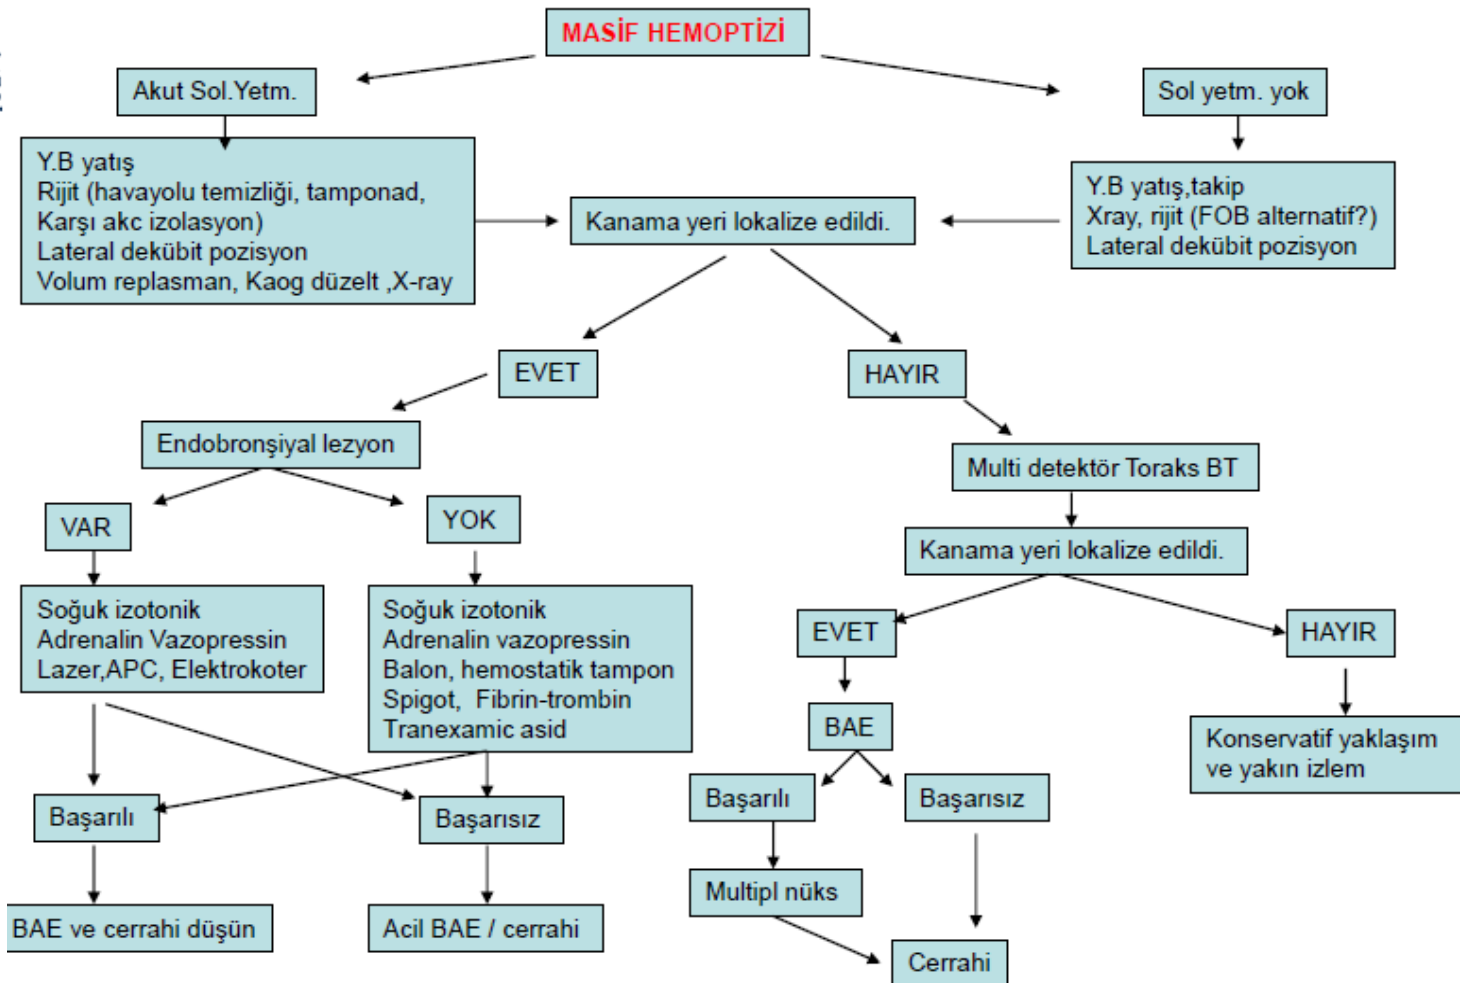 MASİF HEMOPTİZİ
Akut Sol.Yetm.
Sol yetm. yok
Y.B yatış
Rijit (havayolu temizliği, tamponad,
Karşı akc izolasyon)
Lateral dekübit pozisyon
Volum replasman, Kaog düzelt ,X-ray
Kanama yeri lokalize edildi.
Y.B yatış,takip
Xray, rijit (FOB alternatif?)
Lateral dekübit pozisyon
EVET
HAYIR
Endobronşiyal lezyon
Multi detektör Toraks BT
VAR
YOK
Kanama yeri lokalize edildi.
Soğuk izotonik
Adrenalin Vazopressin
Lazer,APC, Elektrokoter
Soğuk izotonik
Adrenalin vazopressin
Balon, hemostatik tampon
Spigot, Fibrin-trombin
Tranexamic asid
EVET
HAYIR
BAE
Konservatif yaklaşım
ve yakın izlem
Başarılı
Başarısız
Başarılı
Başarısız
Multipl nüks
BAE ve cerrahi düşün
Acil BAE / cerrahi
Cerrahi